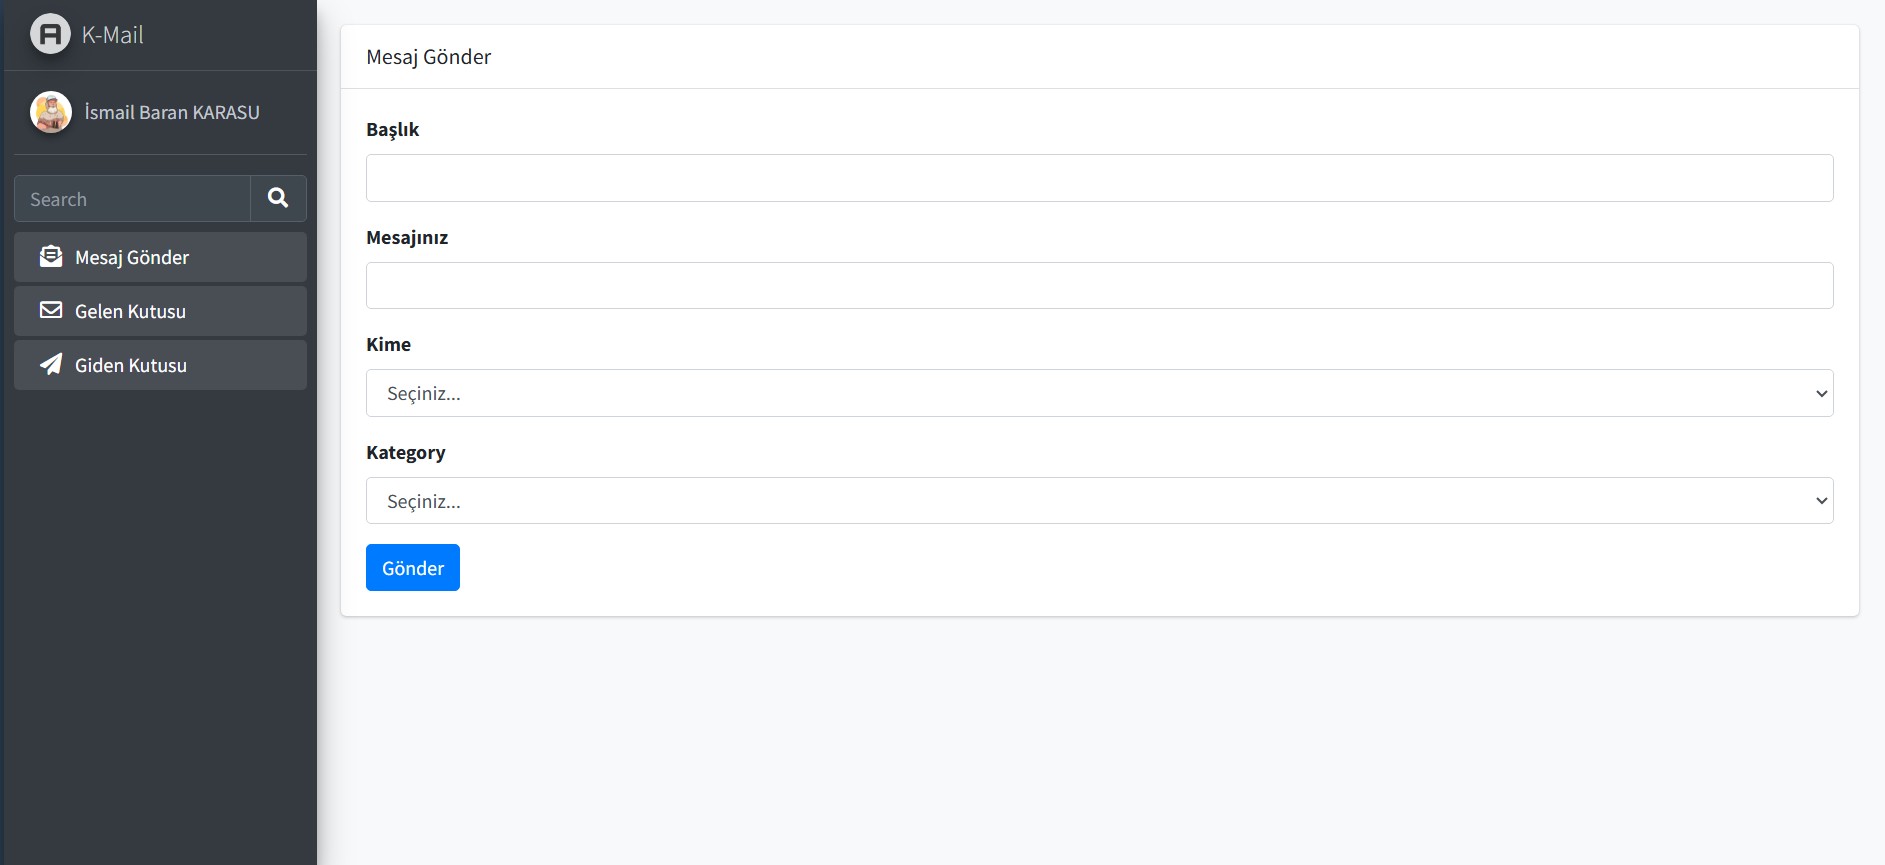 K-Mail
İsmail Baran KARASU
Search
Mesaj Gönder
Gelen Kutusu
Giden Kutusu
Mesaj Gönder
Başlık
Mesajınız
Kime
Seçiniz...
Kategory
Seçiniz...
Gönder